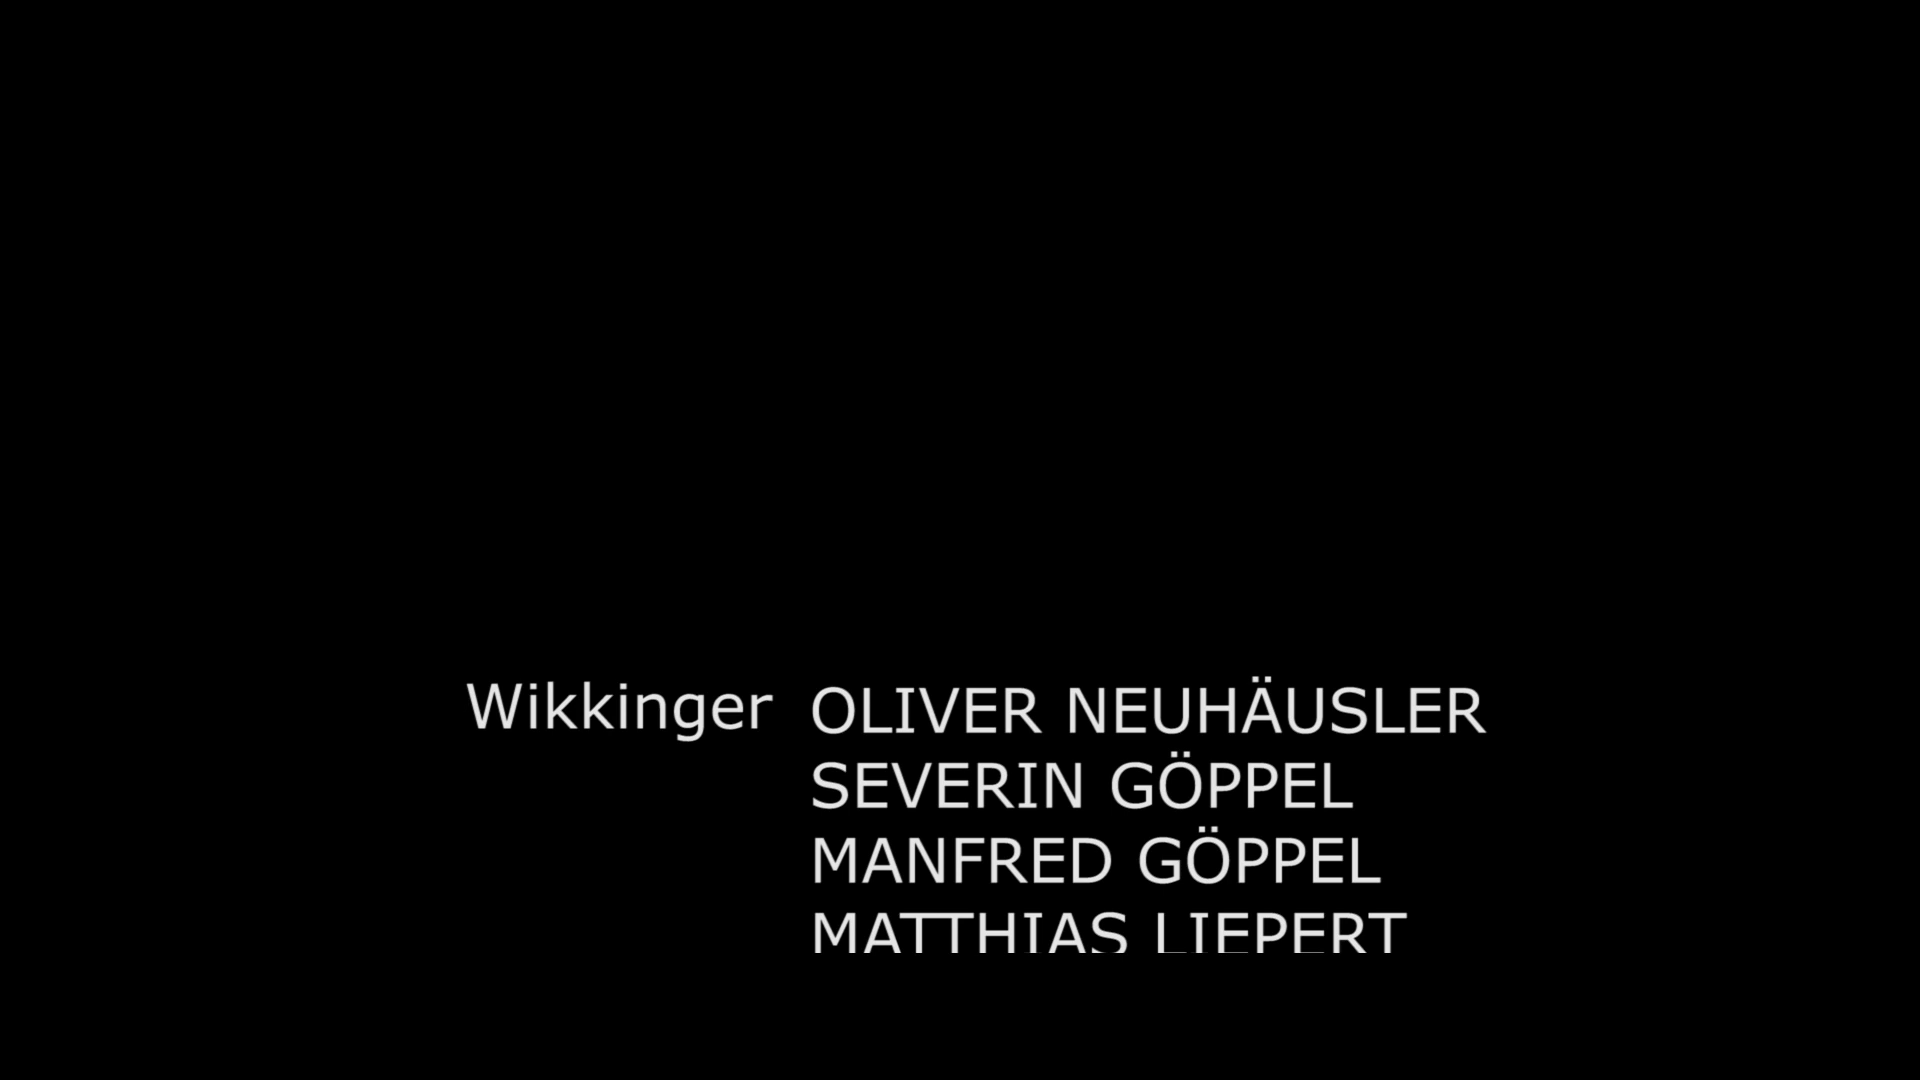 Wikkinger OLIVER NEUHÄUSLER
SEVERIN GÖPPEL
MANFRED GÖPPEL
MATTHIAS LIEPERT